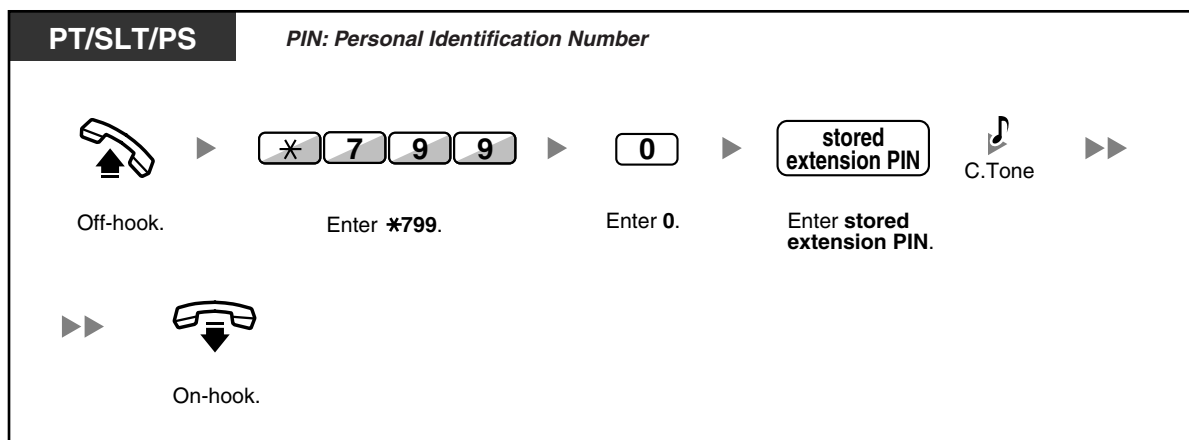 PT/SLT/PS
PIN: Personal Identification Number
* 7 9 9
0
stored
extension PIN
C.Tone
Off-hook.
Enter *799.
Enter 0.
Enter stored
extension PIN.
On-hook.